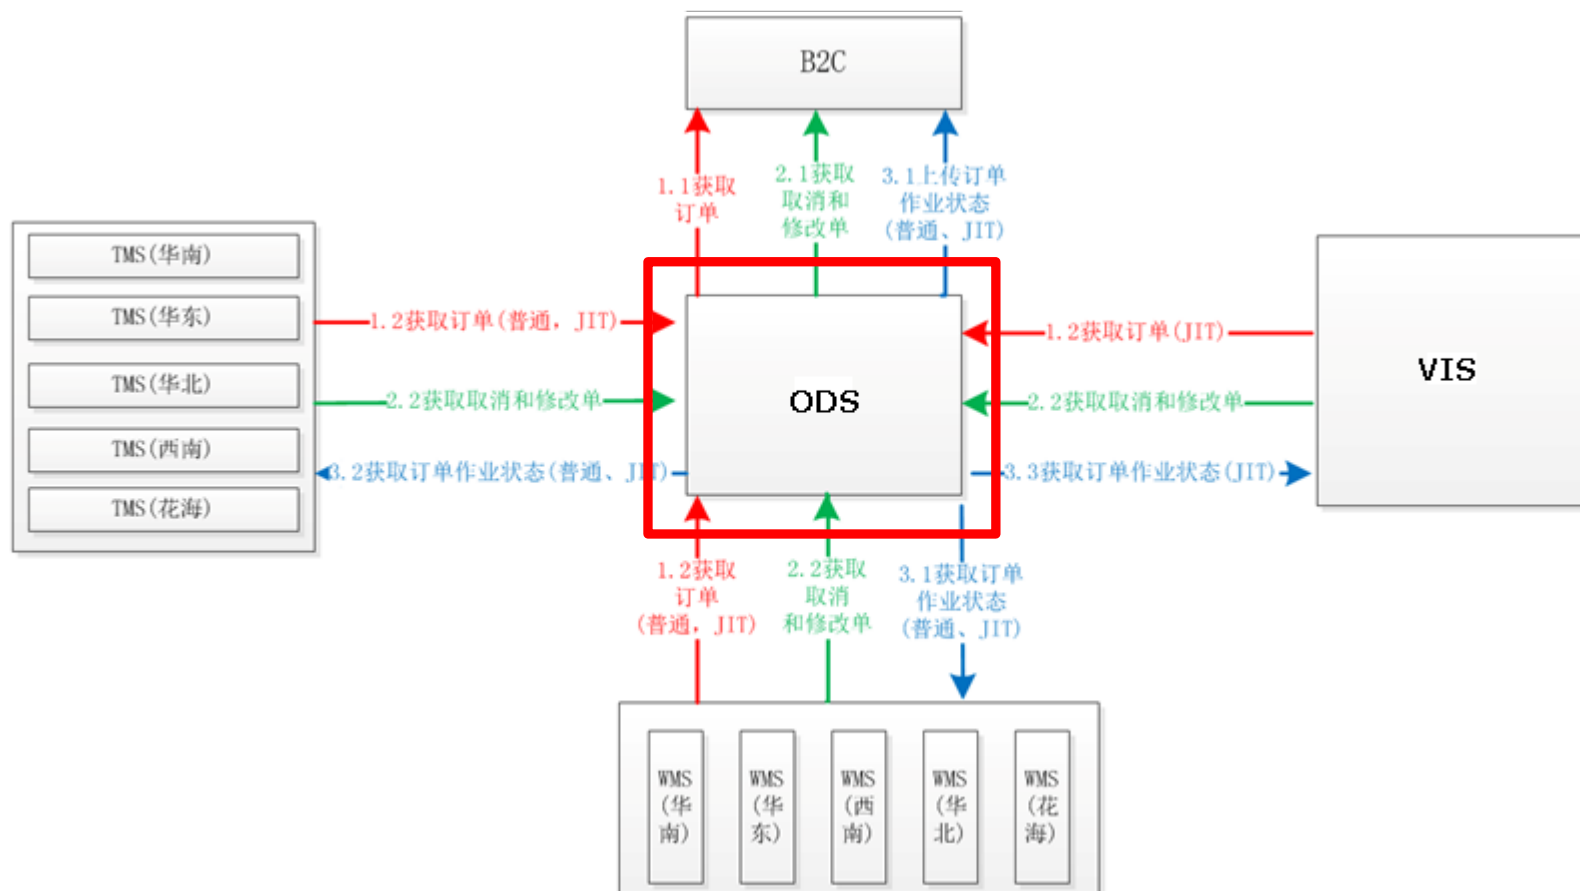 B2C
1.1获取
订单
2.1获取
取消和
修改单
3.1上传订单
作业状态
(普通、JIT)
TMS(华南)
TMS(华东)
TMS(华北)
TMS(西南)
TMS(花海)
1.2获取订单(普通，JIT)
2.2获取取消和修改单
3.2获取订单作业状态(普通、JIT)
ODS
1.2获取订单(JIT)
2.2获取取消和修改单
3.3获取订单作业状态(JIT)
VIS
1.2获取
订单
(普通，JIT)
2.2获取
取消
和修改单
3.1获取订单
作业状态
(普通、JIT)
WMS
(华
南)
WMS
(华
东)
WMS
(西
南)
WMS
(华
北)
WMS
(花
海)